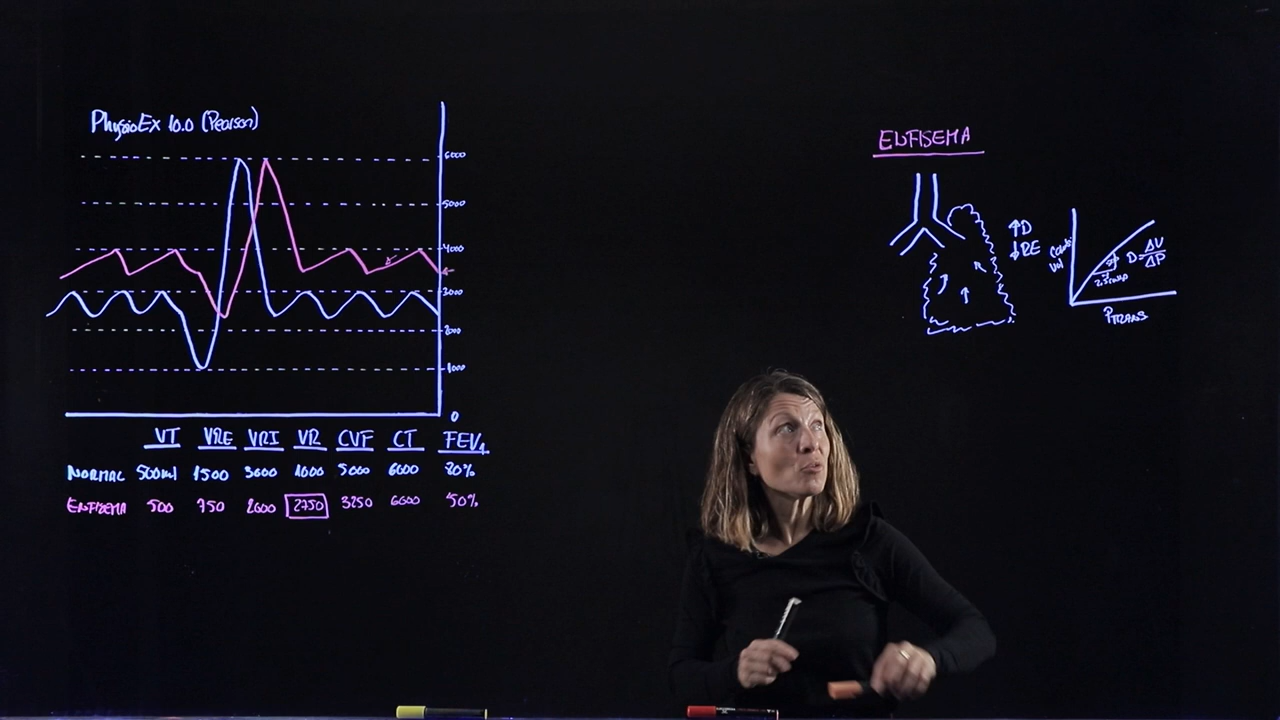 PhysioEx 10.0 (Pearson)
6000
5000
4000
3000
2000
1000
0
VT VRE VRI VR CVF CT FEV₁
NORMAL 500ml 1500 3000 1000 5000 6000 80%
ENFISEMA 500 750 2000 2750 3250 6000 50%
ENFISEMA
↑D
↓RE
Vol
D=ΔV/ΔP
PTRANS